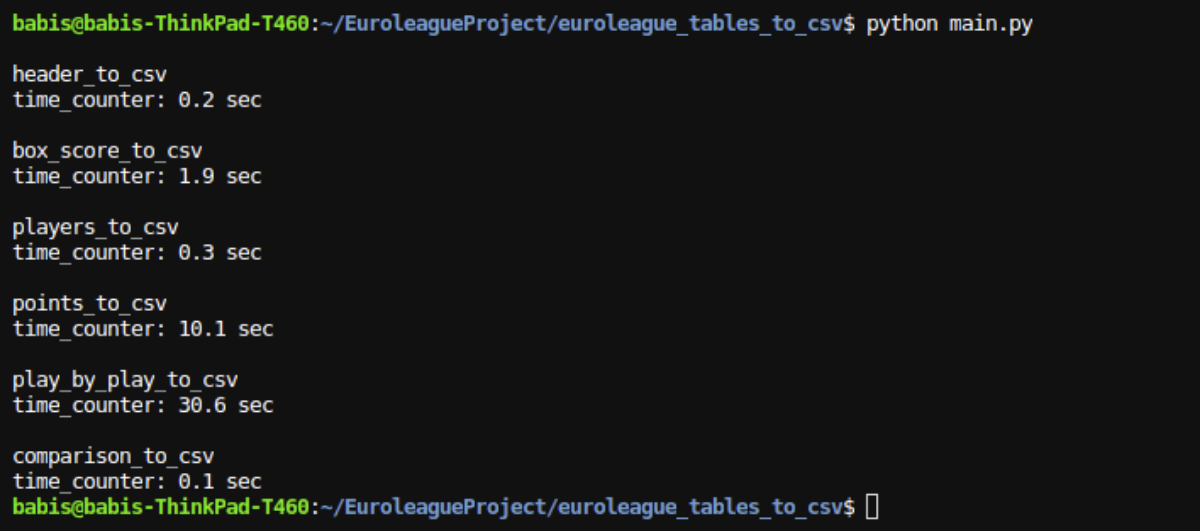 babis@babis-ThinkPad-T460:~/EuroleagueProject/euroleague_tables_to_csv$ python main.py
header_to_csv
time_counter: 0.2 sec
box_score_to_csv
time_counter: 1.9 sec
players_to_csv
time_counter: 0.3 sec
points_to_csv
time_counter: 10.1 sec
play_by_play_to_csv
time_counter: 30.6 sec
comparison_to_csv
time_counter: 0.1 sec
babis@babis-ThinkPad-T460:~/EuroleagueProject/euroleague_tables_to_csv$